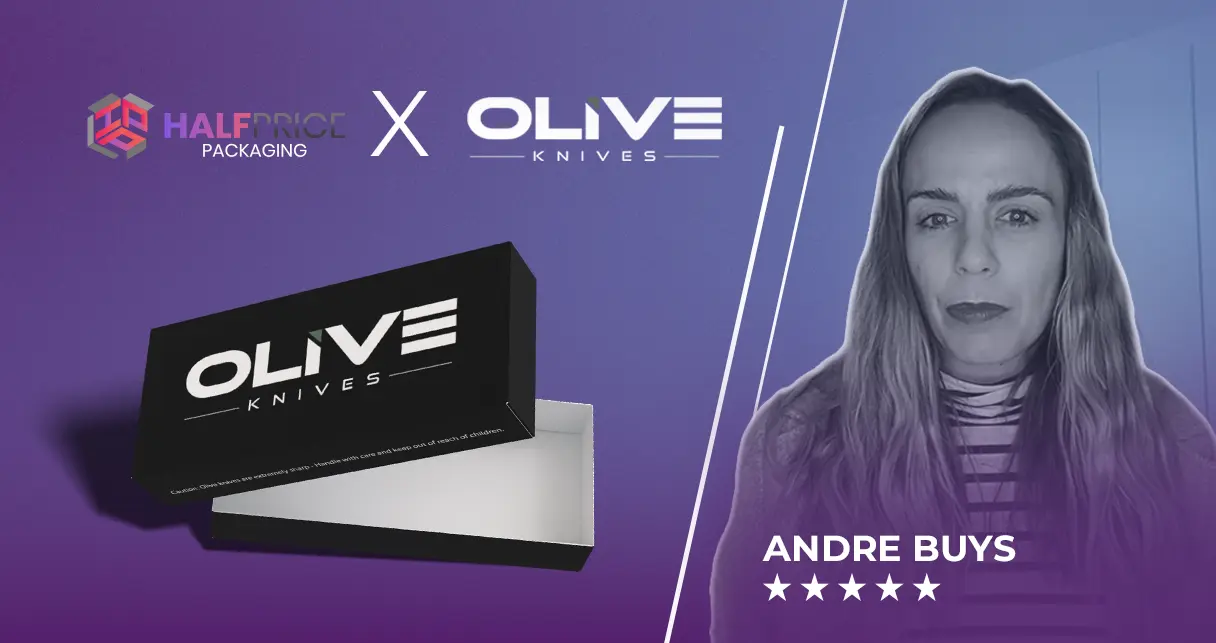 HALFPRICE
PACKAGING
X
OLIVE
KNIVES
OLIVE
KNIVES
Caution: Olive knives are extremely sharp - Handle with care and keep out of reach of children.
ANDRE BUYS